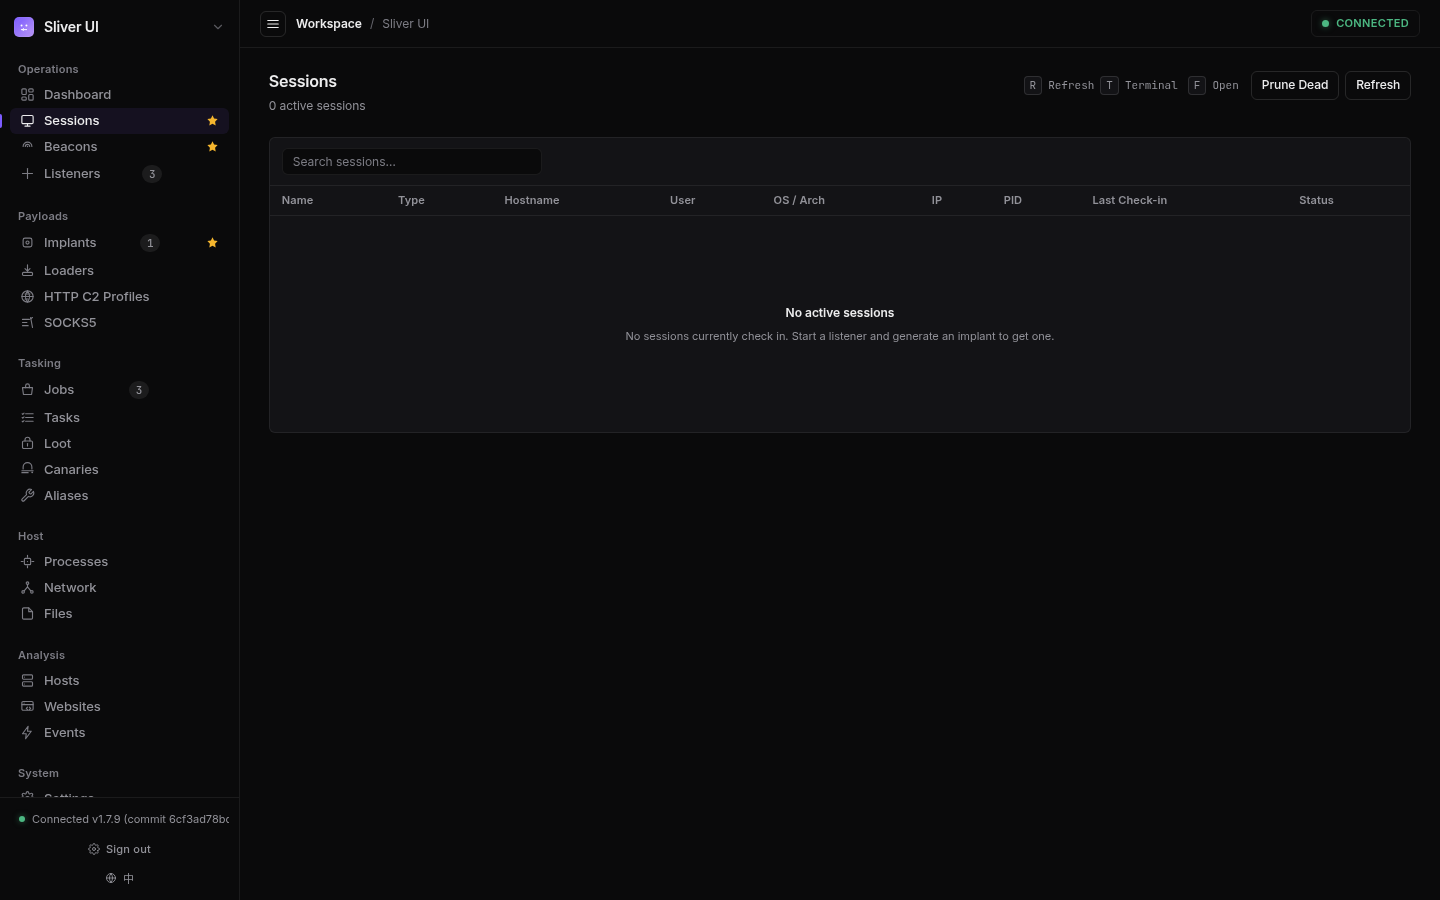 Sliver UI
Operations
Dashboard
Sessions
Beacons
Listeners 3
Payloads
Implants 1
Loaders
HTTP C2 Profiles
SOCKS5
Tasking
Jobs 3
Tasks
Loot
Canaries
Aliases
Host
Processes
Network
Files
Analysis
Hosts
Websites
Events
System
Settings
Connected v1.7.9 (commit 6cf3ad78bc
Sign out
中
Workspace / Sliver UI
CONNECTED
Sessions
0 active sessions
R Refresh T Terminal F Open Prune Dead Refresh
Search sessions...
Name Type Hostname User OS / Arch IP PID Last Check-in Status
No active sessions
No sessions currently check in. Start a listener and generate an implant to get one.